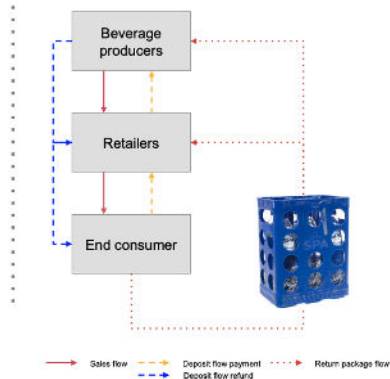 Beverage
producers
Retailers
End consumer
SPA
Sales flow
Deposit flow payment
Return package flow
Deposit flow refund